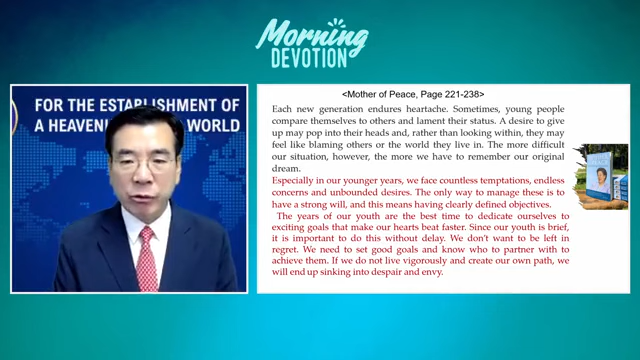 Morning
DEVOTION
FOR THE ESTABLISHMENT OF
A HEAVENL WORLD
<Mother of Peace, Page 221-238>
Each new generation endures heartache. Sometimes, young people
compare themselves to others and lament their status. A desire to give
up may pop into their heads and, rather than looking within, they may
feel like blaming others or the world they live in. The more difficult
our situation, however, the more we have to remember our original
dream.
Especially in our younger years, we face countless temptations, endless
concerns and unbounded desires. The only way to manage these is to
have a strong will, and this means having clearly defined objectives.
The years of our youth are the best time to dedicate ourselves to
exciting goals that make our hearts beat faster. Since our youth is brief,
it is important to do this without delay. We don't want to be left in
regret. We need to set good goals and know who to partner with to
achieve them. If we do not live vigorously and create our own path, we
will end up sinking into despair and envy.